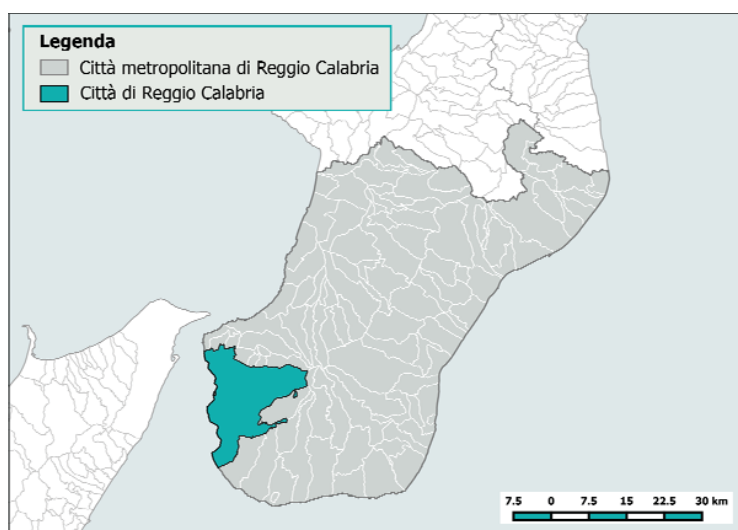 Legenda
Città metropolitana di Reggio Calabria
Città di Reggio Calabria
7.5 0 7.5 15 22.5 30 km